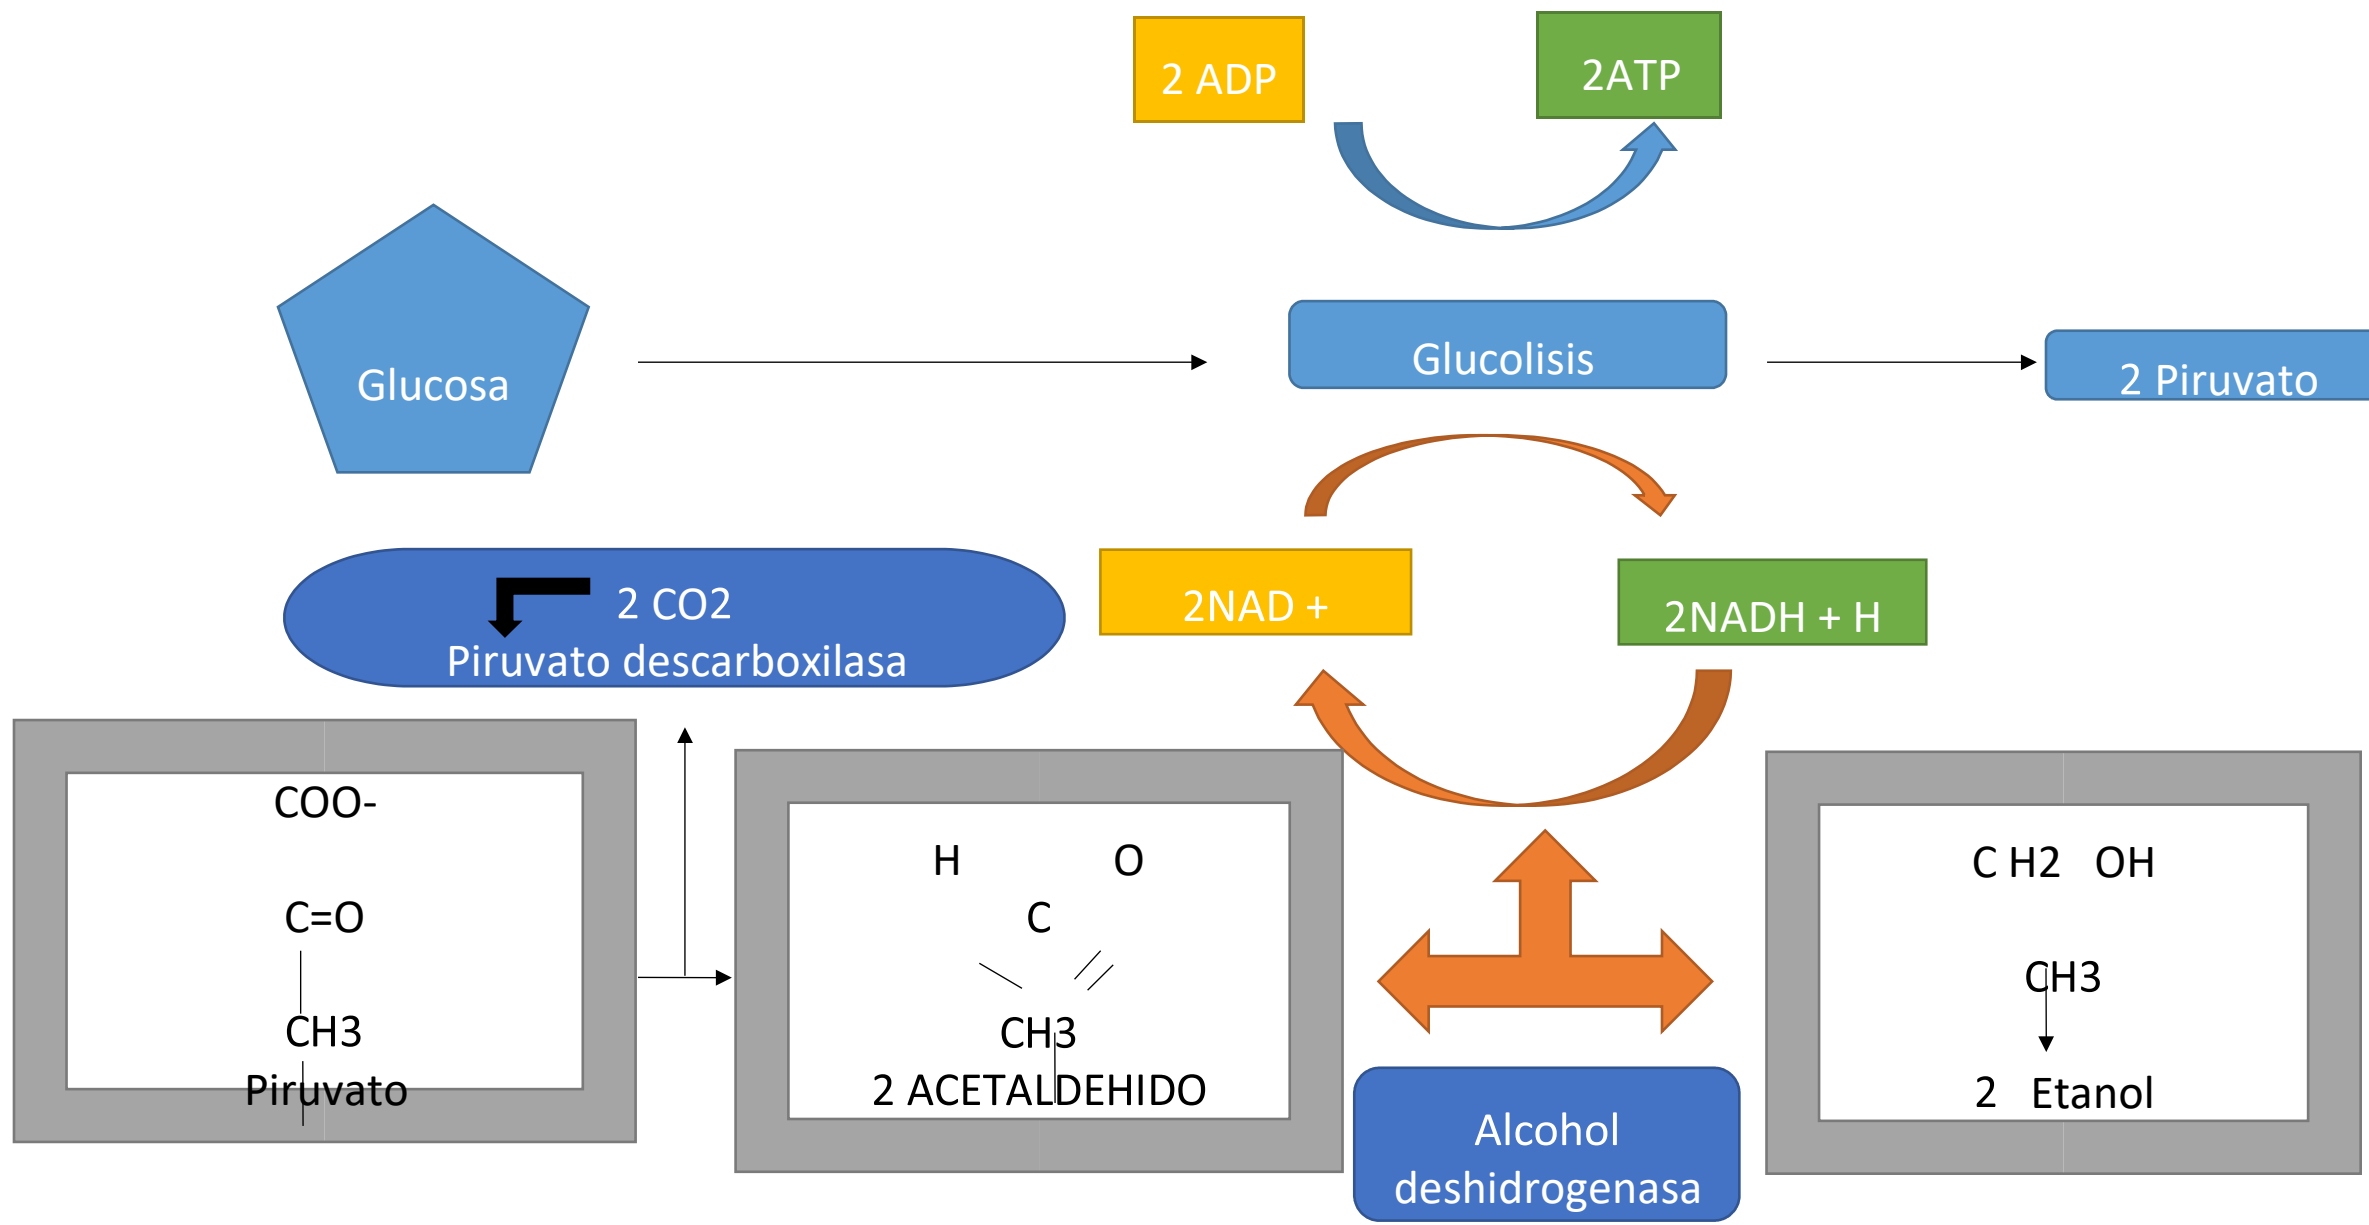 2 ADP
2ATP
Glucosa
Glucolisis
2 Piruvato
2 CO2
Piruvato descarboxilasa
2NAD +
2NADH + H
COO-
C=O
CH3
Piruvato
H O
C
CH3
2 ACETALDEHIDO
Alcohol
deshidrogenasa
C H2 OH
CH3
2 Etanol